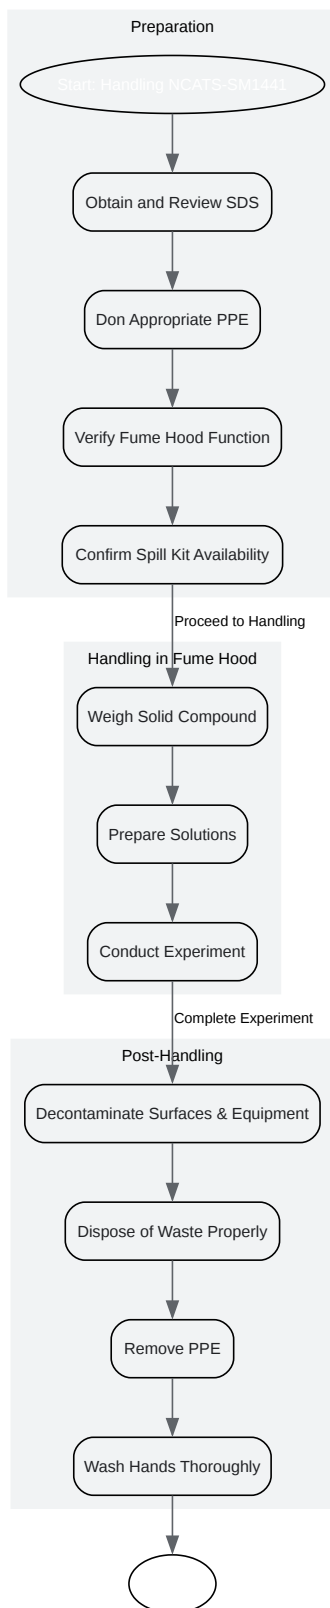 Preparation
Start: Handling NCATS-SM1441
Obtain and Review SDS
Don Appropriate PPE
Verify Fume Hood Function
Confirm Spill Kit Availability
Proceed to Handling
Handling in Fume Hood
Weigh Solid Compound
Prepare Solutions
Conduct Experiment
Complete Experiment
Post-Handling
Decontaminate Surfaces & Equipment
Dispose of Waste Properly
Remove PPE
Wash Hands Thoroughly